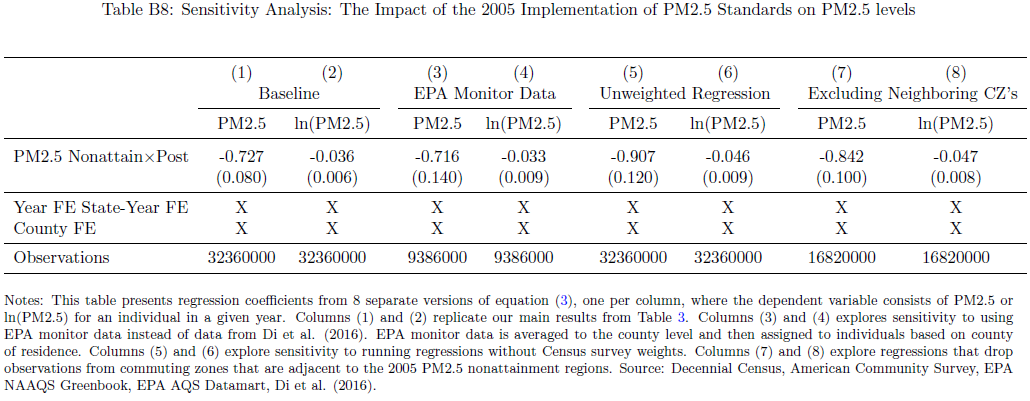 Table B8: Sensitivity Analysis: The Impact of the 2005 Implementation of PM2.5 Standards on PM2.5 levels
(1) (2) (3) (4) (5) (6) (7) (8)
Baseline EPA Monitor Data Unweighted Regression Excluding Neighboring CZ's
PM2.5 ln(PM2.5) PM2.5 ln(PM2.5) PM2.5 ln(PM2.5) PM2.5 ln(PM2.5)
PM2.5 Nonattain×Post -0.727 -0.036 -0.716 -0.033 -0.907 -0.046 -0.842 -0.047
(0.080) (0.006) (0.140) (0.009) (0.120) (0.009) (0.100) (0.008)
Year FE State-Year FE X X X X X X X X
County FE X X X X X X X X
Observations 32360000 32360000 9386000 9386000 32360000 32360000 16820000 16820000
Notes: This table presents regression coefficients from 8 separate versions of equation (3), one per column, where the dependent variable consists of PM2.5 or
ln(PM2.5) for an individual in a given year. Columns (1) and (2) replicate our main results from Table 3. Columns (3) and (4) explores sensitivity to using
EPA monitor data instead of data from Di et al. (2016). EPA monitor data is averaged to the county level and then assigned to individuals based on county
of residence. Columns (5) and (6) explore sensitivity to running regressions without Census survey weights. Columns (7) and (8) explore regressions that drop
observations from commuting zones that are adjacent to the 2005 PM2.5 nonattainment regions. Source: Decennial Census, American Community Survey, EPA
NAAQS Greenbook, EPA AQS Datamart, Di et al. (2016).